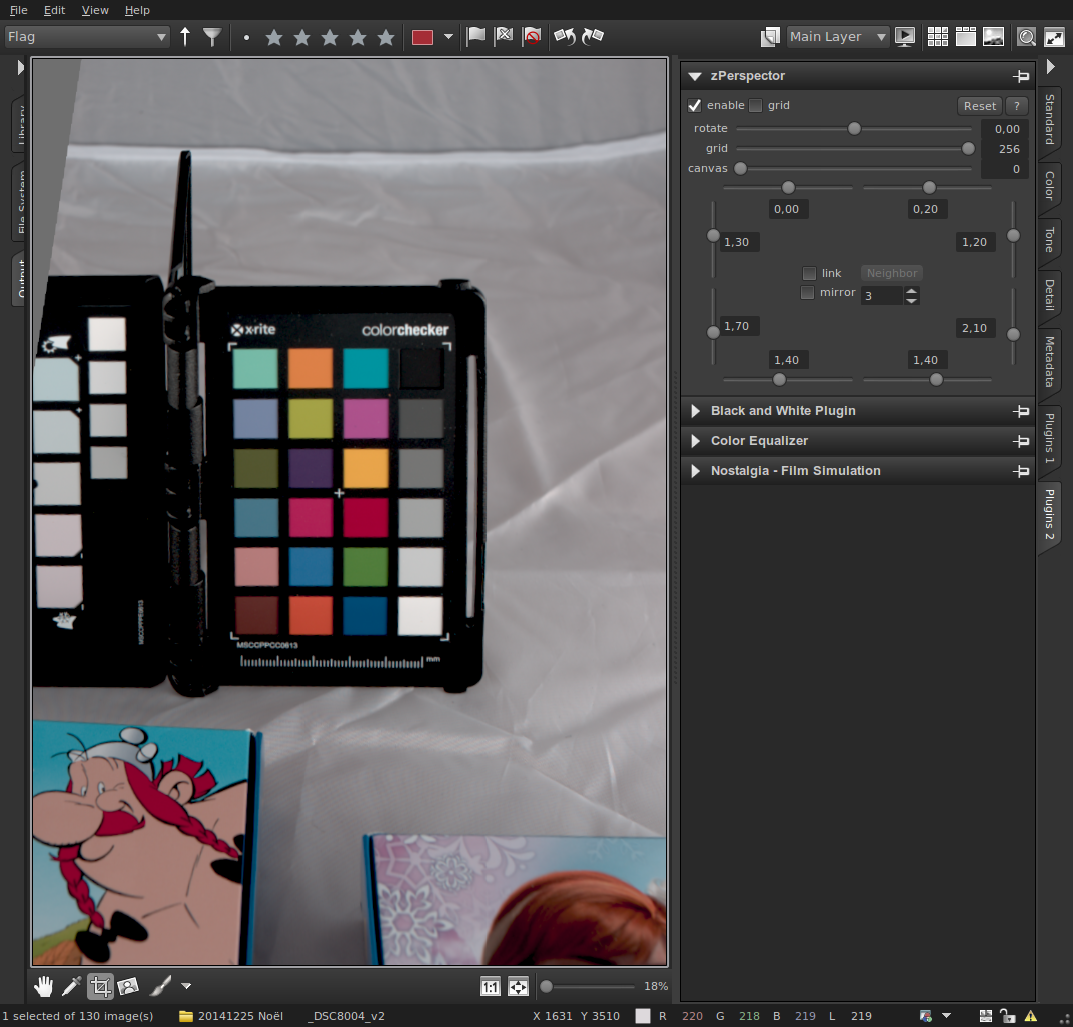 File Edit View Help
Flag
Main Layer
Library
File System
Output
x-rite
colorchecker
MSCCPPPE0613
MSCCPPCC0613
mm
zPerspector
enable grid Reset ?
rotate 0,00
grid 256
canvas 0
0,00 0,20
1,30 1,20
link Neighbor
mirror 3
1,70 2,10
1,40 1,40
Black and White Plugin
Color Equalizer
Nostalgia - Film Simulation
Standard
Color
Tone
Detail
Metadata
Plugins 1
Plugins 2
1:1 18%
1 selected of 130 image(s) 20141225 Noël _DSC8004_v2 X 1631 Y 3510 R 220 G 218 B 219 L 219